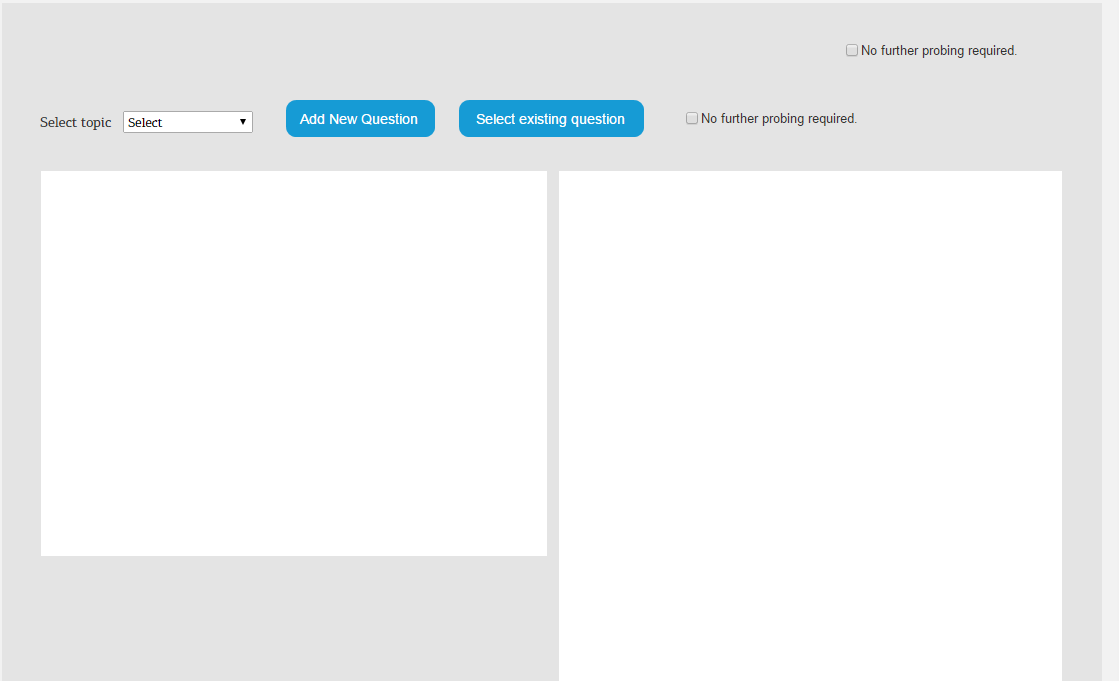 No further probing required.
Select topic Select Add New Question Select existing question No further probing required.